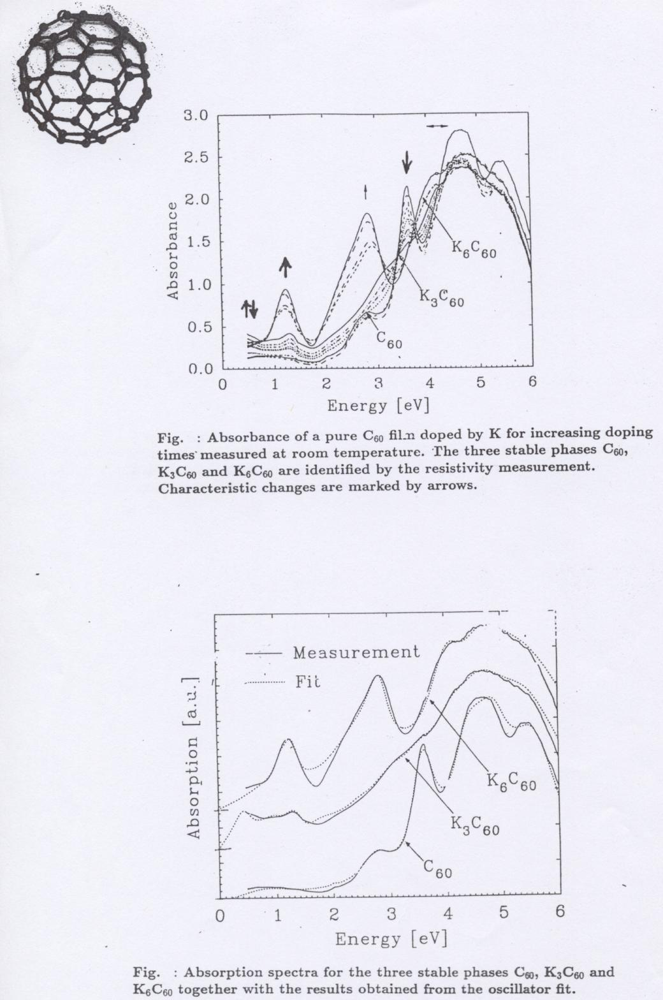 3.0
2.5
2.0
1.5
1.0
0.5
0.0
Absorbance
K6C60
K3C60
C60
0 1 2 3 4 5 6
Energy [eV]
Fig. : Absorbance of a pure C60 film doped by K for increasing doping
times measured at room temperature. The three stable phases C60,
K3C60 and K6C60 are identified by the resistivity measurement.
Characteristic changes are marked by arrows.
Measurement
Fit
Absorption [a.u.]
K6C60
K3C60
C60
0 1 2 3 4 5 6
Energy [eV]
Fig. : Absorption spectra for the three stable phases C60, K3C60 and
K6C60 together with the results obtained from the oscillator fit.